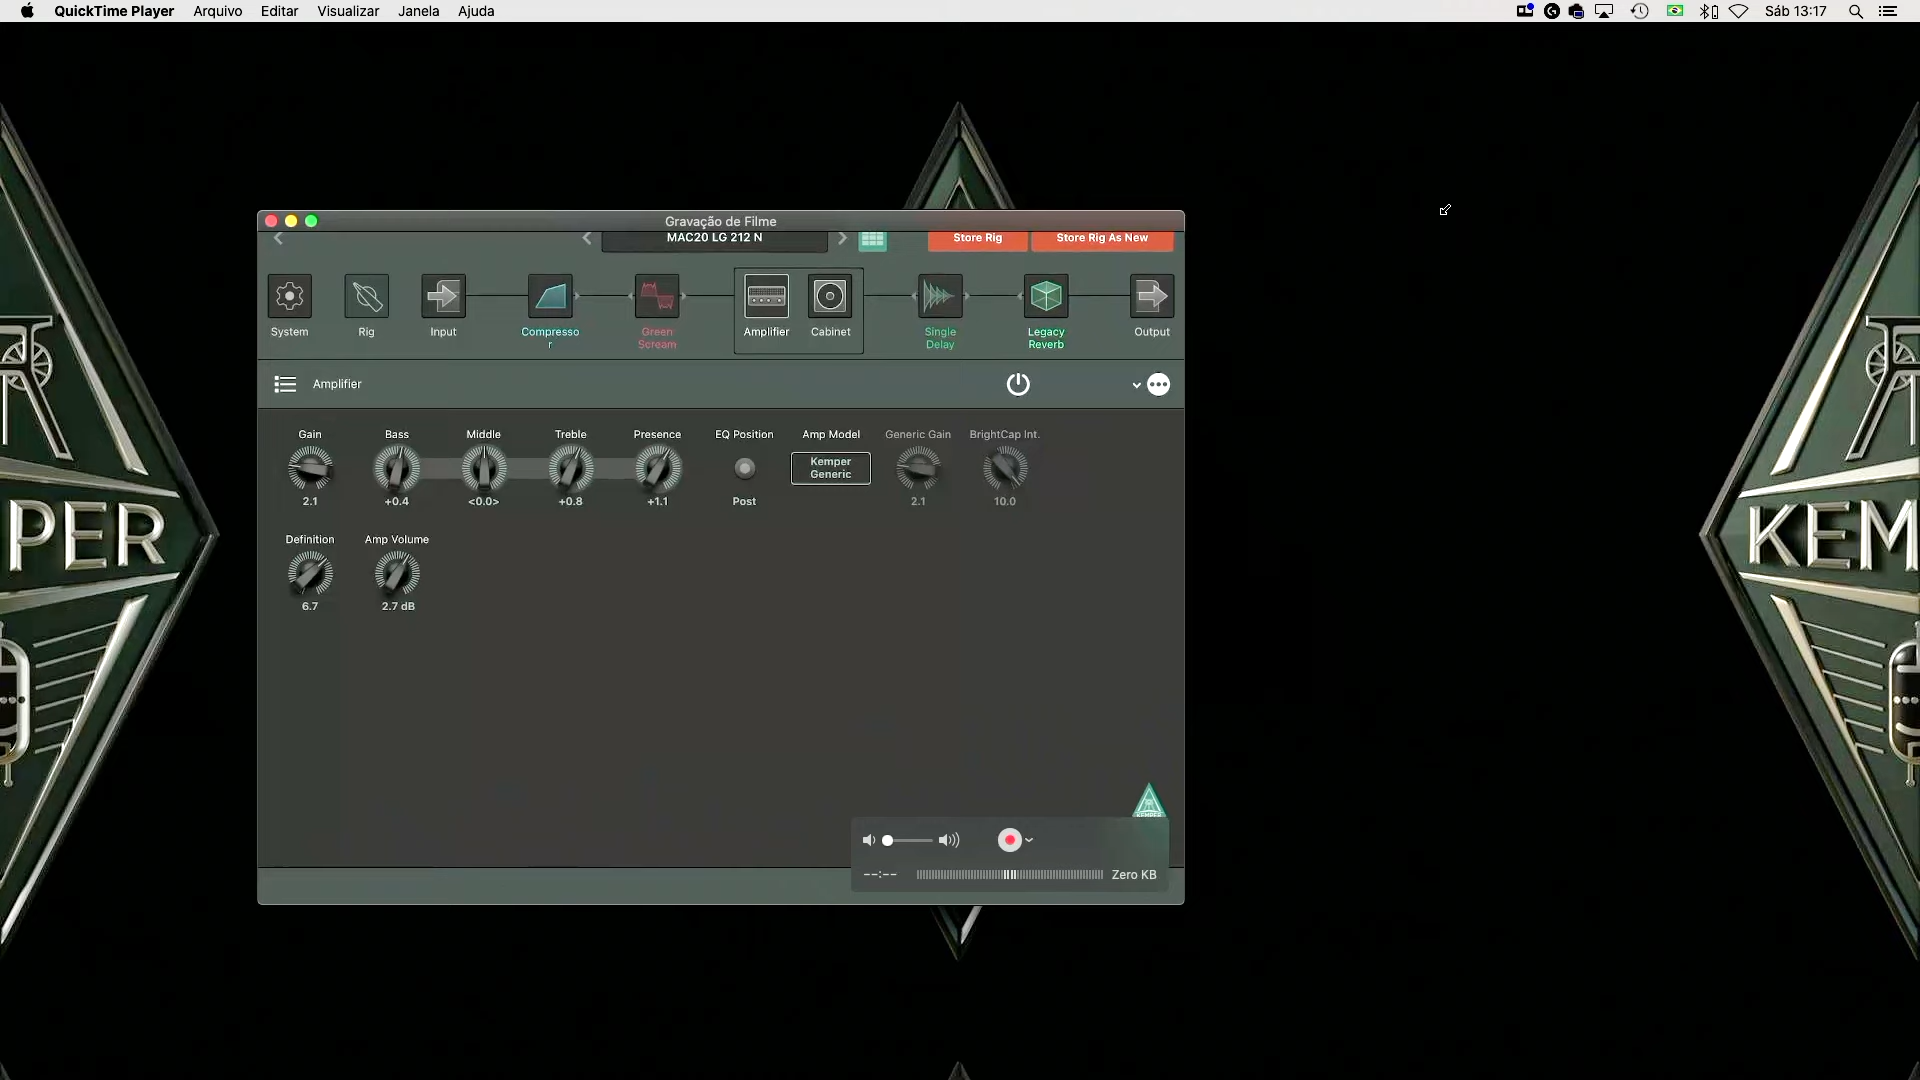 QuickTime Player Arquivo Editar Visualizar Janela Ajuda Sáb 13:17
Gravação de Filme
MAC20 LG 212 N Store Rig Store Rig As New
System Rig Input Compresso
r Green
Scream Amplifier Cabinet Single
Delay Legacy
Reverb Output
Amplifier
Gain Bass Middle Treble Presence EQ Position Amp Model Generic Gain BrightCap Int.
Kemper
Generic
2.1 +0.4 <0.0> +0.8 +1.1 Post 2.1 10.0
Definition Amp Volume
6.7 2.7 dB
PER
KEM
KEMPER
--:-- Zero KB